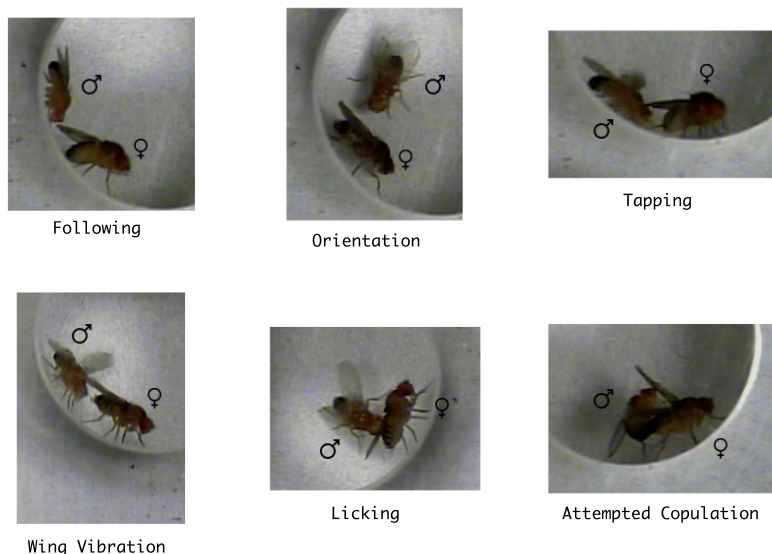 ♂
♀
Following
♂
♀
Orientation
♀
♂
Tapping
♂
♀
Wing Vibration
♂
♀
Licking
♂
♀
Attempted Copulation